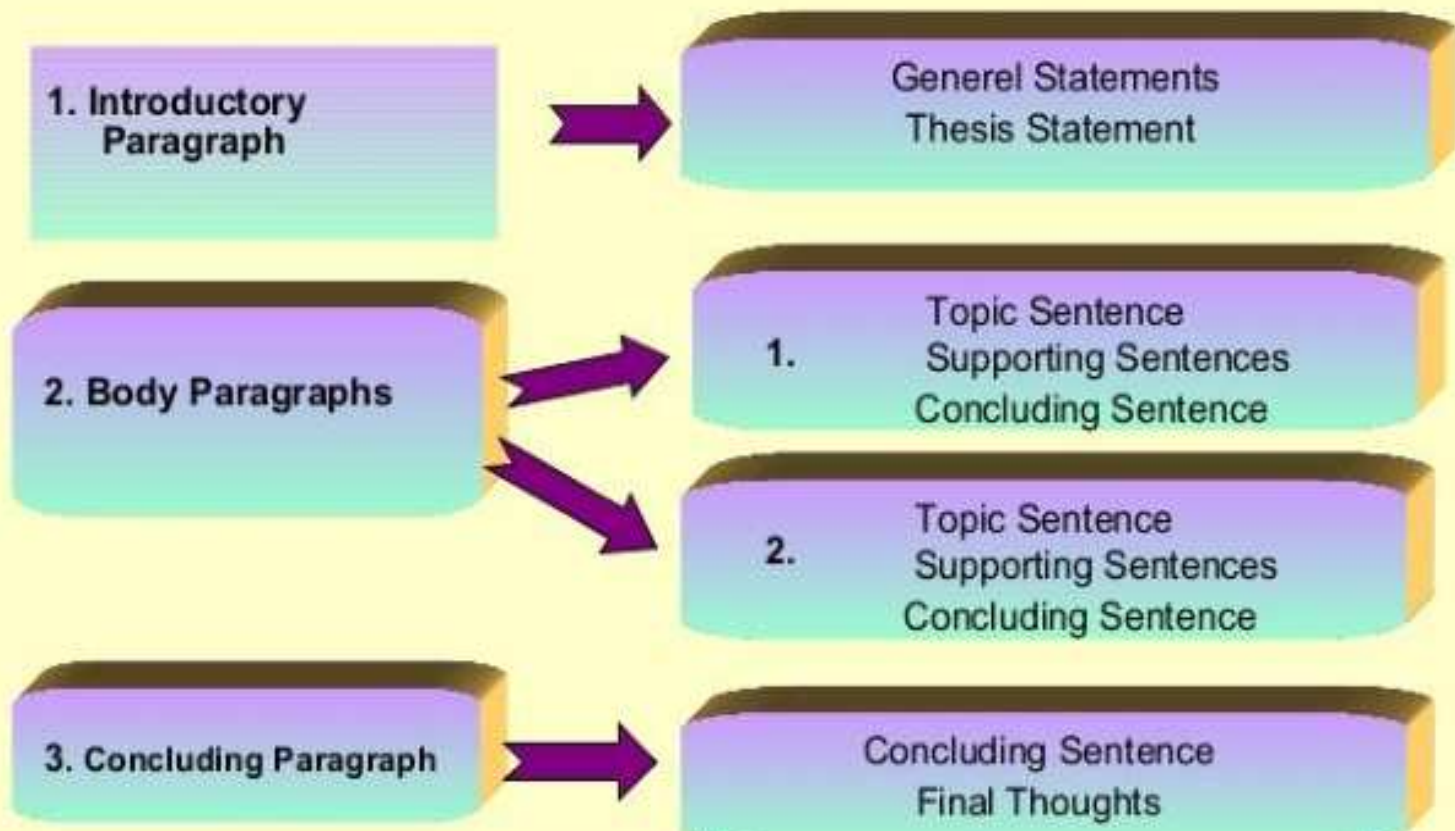 1. Introductory
Paragraph
Generel Statements
Thesis Statement
2. Body Paragraphs
1.
Topic Sentence
Supporting Sentences
Concluding Sentence
2.
Topic Sentence
Supporting Sentences
Concluding Sentence
3. Concluding Paragraph
Concluding Sentence
Final Thoughts